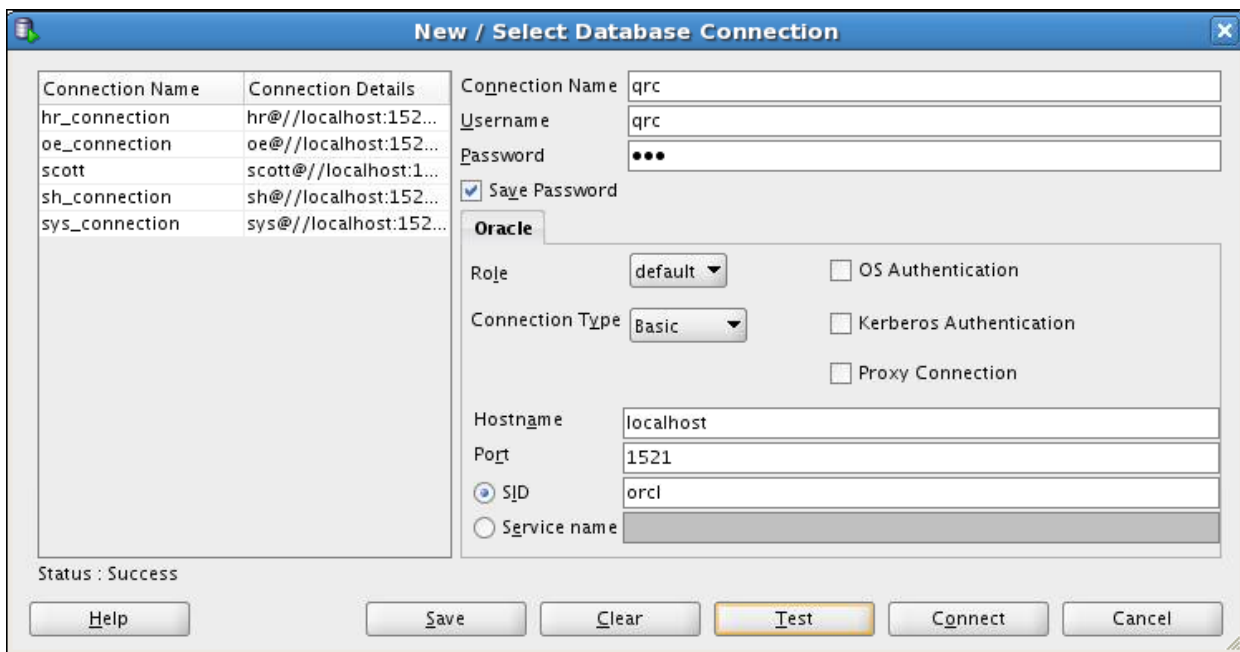 New / Select Database Connection
Connection Name Connection Details
hr_connection hr@//localhost:152...
oe_connection oe@//localhost:152...
scott scott@//localhost:1...
sh_connection sh@//localhost:152...
sys_connection sys@//localhost:152...
Connection Name qrc
Username qrc
Password •••
Save Password
Oracle
Role default OS Authentication
Connection Type Basic Kerberos Authentication
Proxy Connection
Hostname localhost
Port 1521
SID orcl
Service name
Status : Success
Help Save Clear Test Connect Cancel